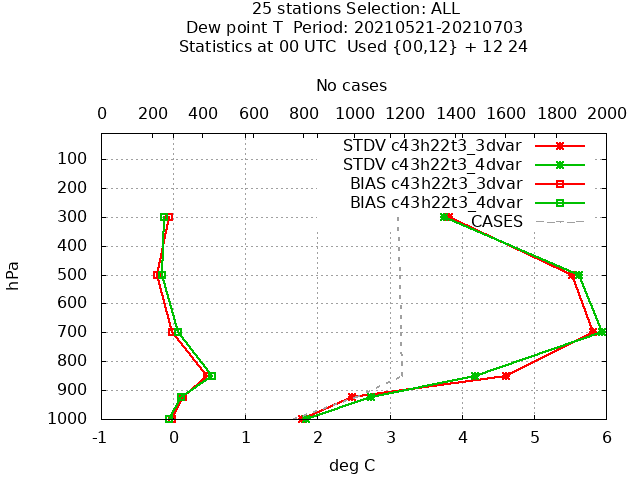 25 stations Selection: ALL
Dew point T  Period: 20210521-20210703
Statistics at 00 UTC  Used {00,12} + 12 24
No cases
0 200 400 600 800 1000 1200 1400 1600 1800 2000
STDV c43h22t3_3dvar
STDV c43h22t3_4dvar
BIAS c43h22t3_3dvar
BIAS c43h22t3_4dvar
CASES
hPa
100
200
300
400
500
600
700
800
900
1000
-1 0 1 2 3 4 5 6
deg C